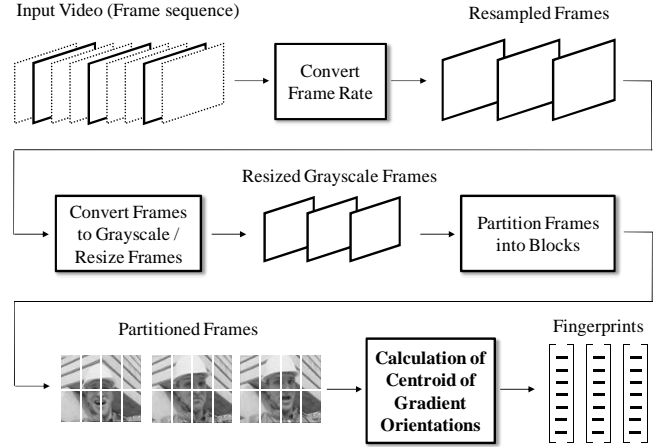 Input Video (Frame sequence)
Resampled Frames
Convert
Frame Rate
Resized Grayscale Frames
Convert Frames
to Grayscale /
Resize Frames
Partition Frames
into Blocks
Partitioned Frames
Fingerprints
Calculation of
Centroid of
Gradient
Orientations